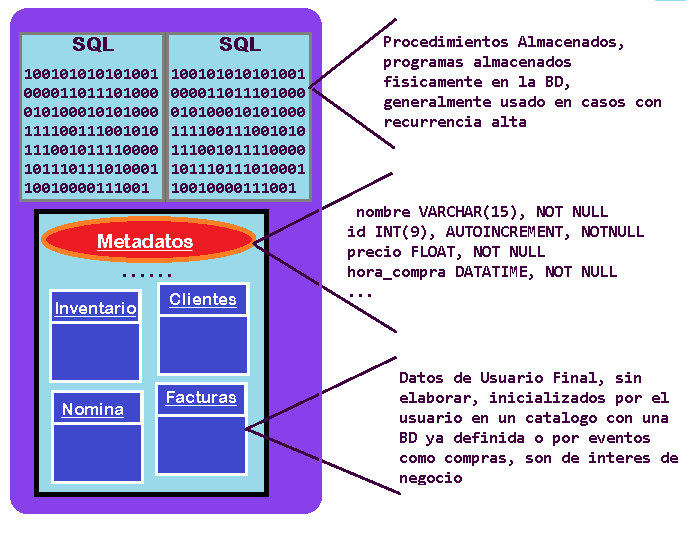 SQL
100101010101001
000011011101000
010100010101000
111100111001010
111001011110000
101110111010001
10010000111001
SQL
100101010101001
000011011101000
010100010101000
111100111001010
111001011110000
101110111010001
10010000111001
Procedimientos Almacenados,
programas almacenados
fisicamente en la BD,
generalmente usado en casos con
recurrencia alta
Metadatos
......
nombre VARCHAR(15), NOT NULL
id INT(9), AUTOINCREMENT, NOTNULL
precio FLOAT, NOT NULL
hora_compra DATATIME, NOT NULL
...
Inventario
Clientes
Nomina
Facturas
Datos de Usuario Final, sin
elaborar, inicializados por el
usuario en un catalogo con una
BD ya definida o por eventos
como compras, son de interes de
negocio